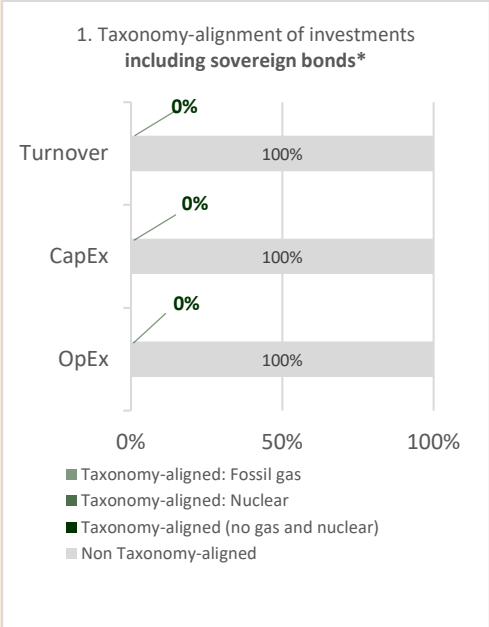 1. Taxonomy-alignment of investments
including sovereign bonds*
0%
Turnover
100%
0%
CapEx
100%
0%
OpEx
100%
0%
50%
100%
Taxonomy-aligned: Fossil gas
Taxonomy-aligned: Nuclear
Taxonomy-aligned (no gas and nuclear)
Non Taxonomy-aligned